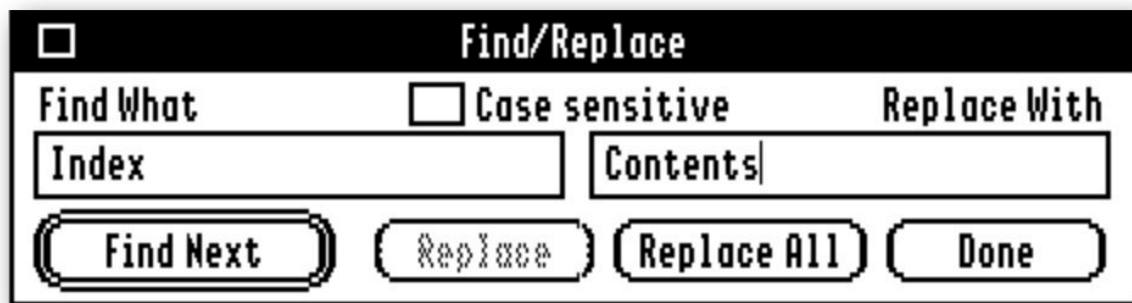 Find/Replace
Find What Case sensitive Replace With
Index Contents
Find Next Replace Replace All Done